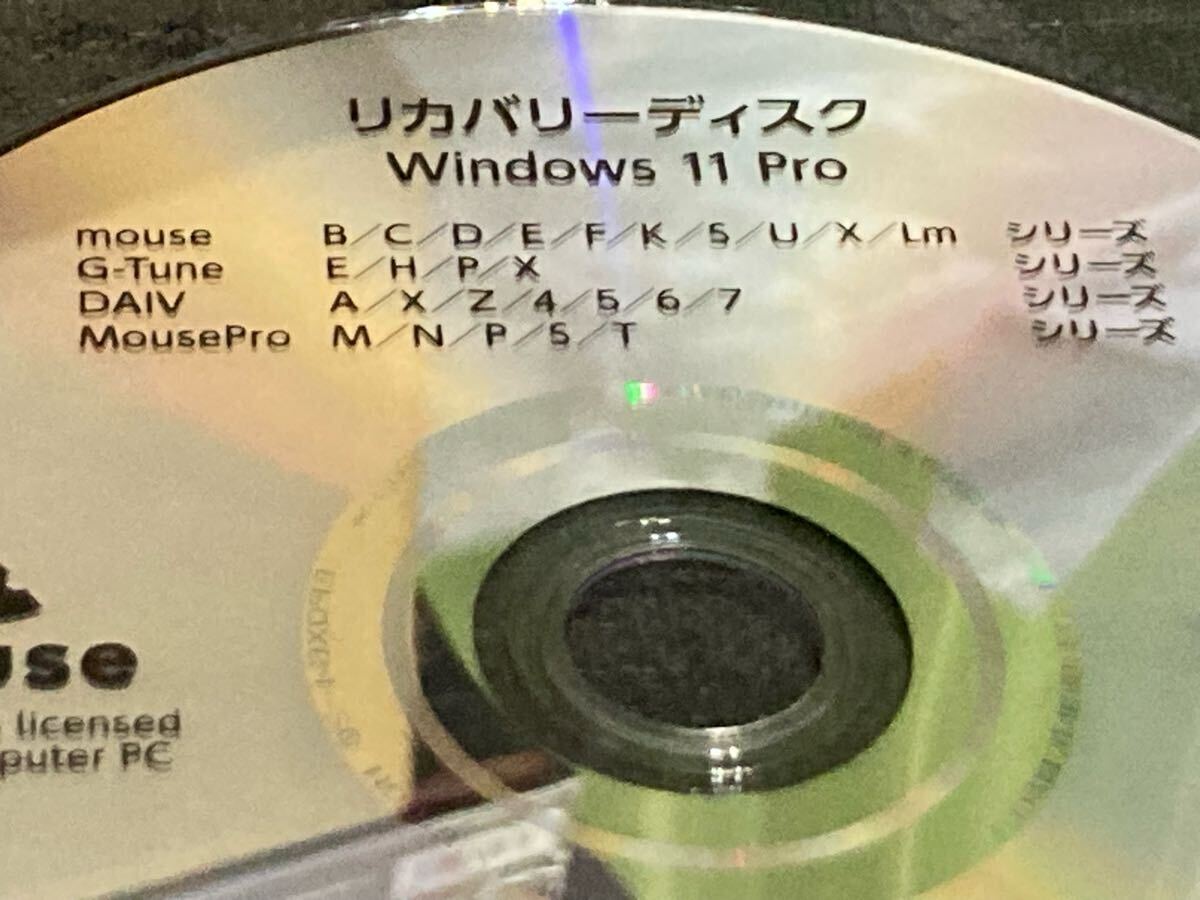 リカバリーディスク
Windows 11 Pro
mouse B/C/D/E/F/K/S/U/X/Lm シリーズ
G-Tune E/H/P/X シリーズ
DAIV A/X/Z/4/5/6/7 シリーズ
MousePro M/N/P/S/T シリーズ
use
licensed
puter PC